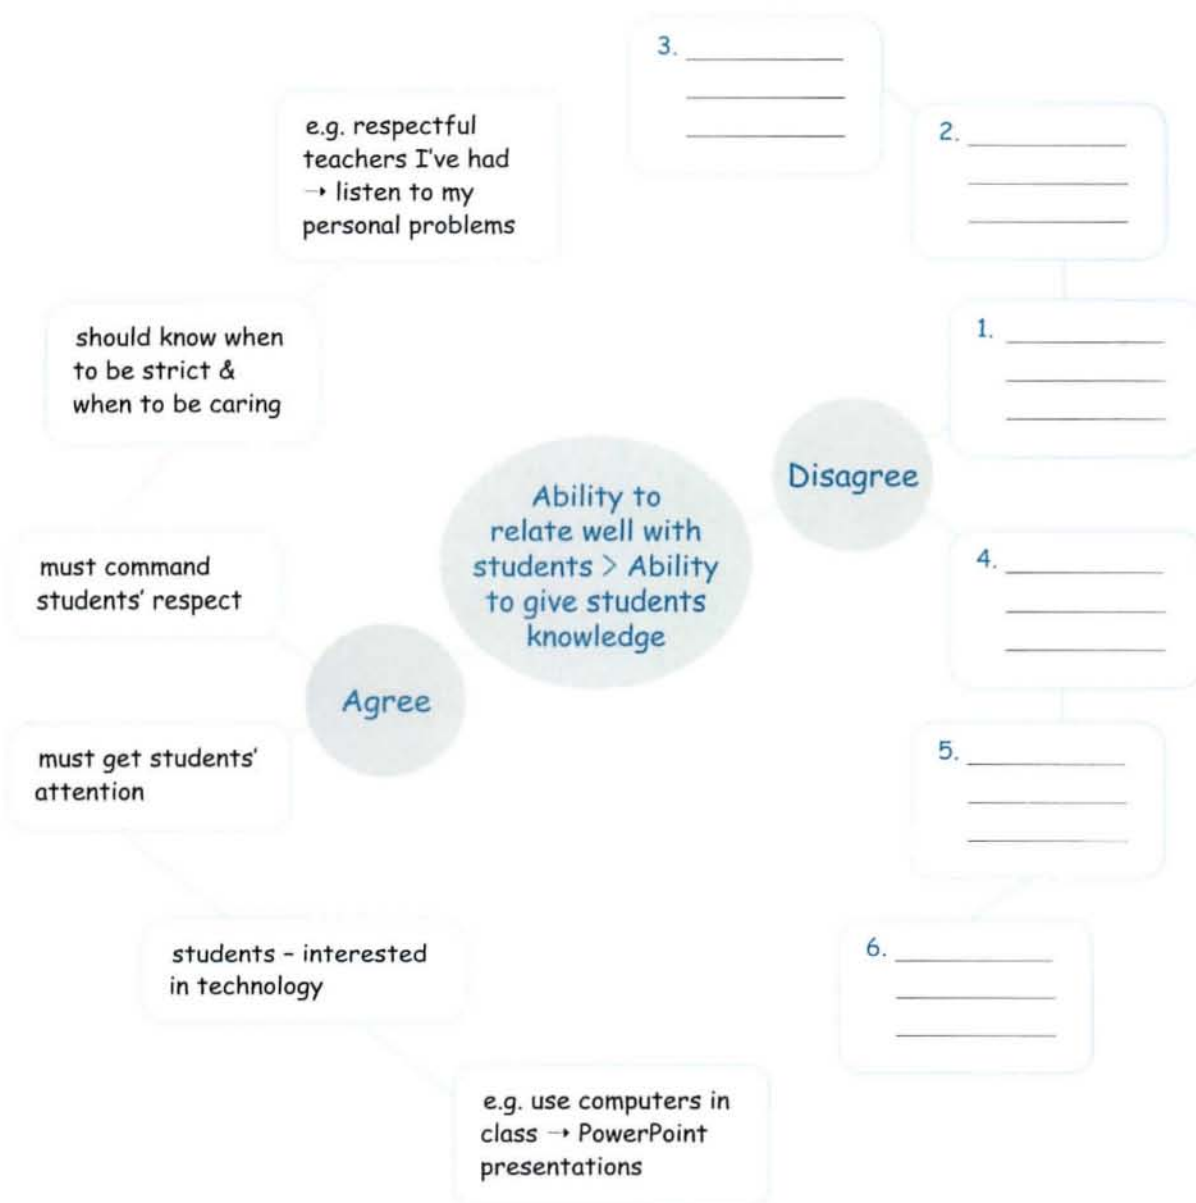 3.
e.g. respectful
teachers I've had
→ listen to my
personal problems
2.
should know when
to be strict &
when to be caring
1.
Disagree
Ability to
relate well with
students > Ability
to give students
knowledge
4.
must command
students' respect
Agree
must get students'
attention
5.
students - interested
in technology
6.
e.g. use computers in
class → PowerPoint
presentations